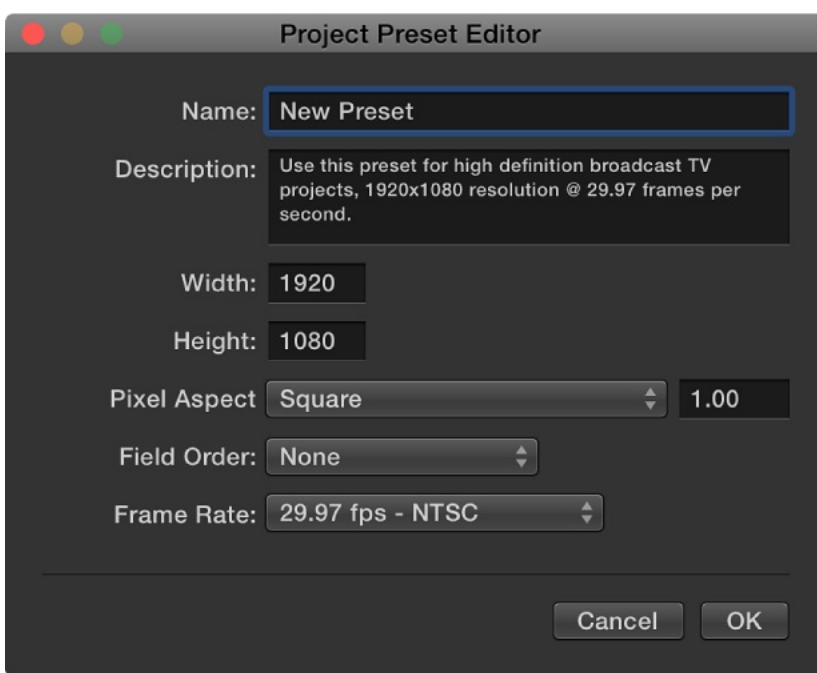 Project Preset Editor
Name: New Preset
Description: Use this preset for high definition broadcast TV
projects, 1920x1080 resolution @ 29.97 frames per
second.
Width: 1920
Height: 1080
Pixel Aspect Square 1.00
Field Order: None
Frame Rate: 29.97 fps - NTSC
Cancel OK